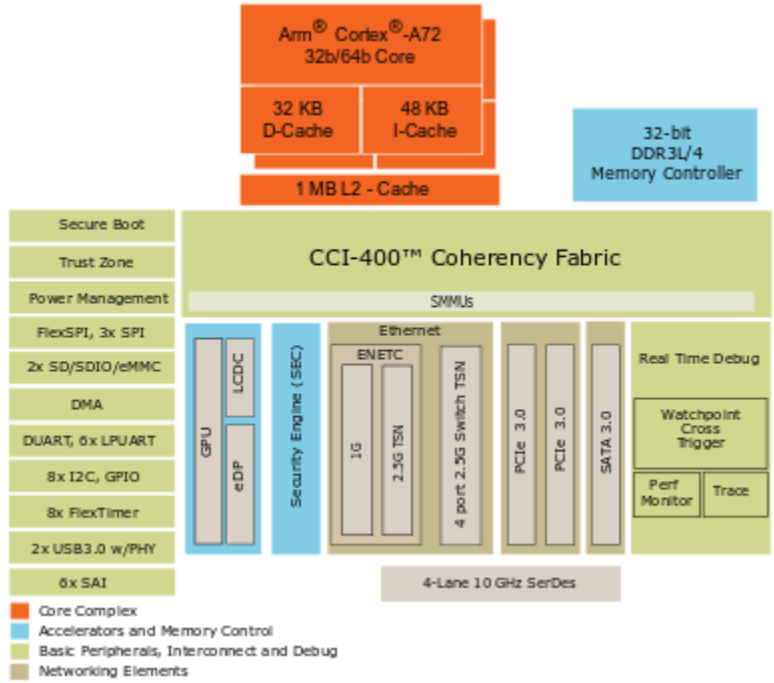 Arm® Cortex®-A72
32b/64b Core
32 KB
D-Cache
48 KB
I-Cache
1 MB L2 - Cache
32-bit
DDR3L/4
Memory Controller
Secure Boot
Trust Zone
Power Management
FlexSPI, 3x SPI
2x SD/SDIO/eMMC
DMA
DUART, 6x LPUART
8x I2C, GPIO
8x FlexTimer
2x USB3.0 w/PHY
6x SAI
CCI-400™ Coherency Fabric
SMMUs
GPU
LCDC
eDP
Security Engine (SEC)
Ethernet
ENETC
1G
2.5G TSN
4 port 2.5G Switch TSN
PCIe 3.0
PCIe 3.0
SATA 3.0
Real Time Debug
Watchpoint
Cross
Trigger
Perf
Monitor
Trace
4-Lane 10 GHz SerDes
Core Complex
Accelerators and Memory Control
Basic Peripherals, Interconnect and Debug
Networking Elements